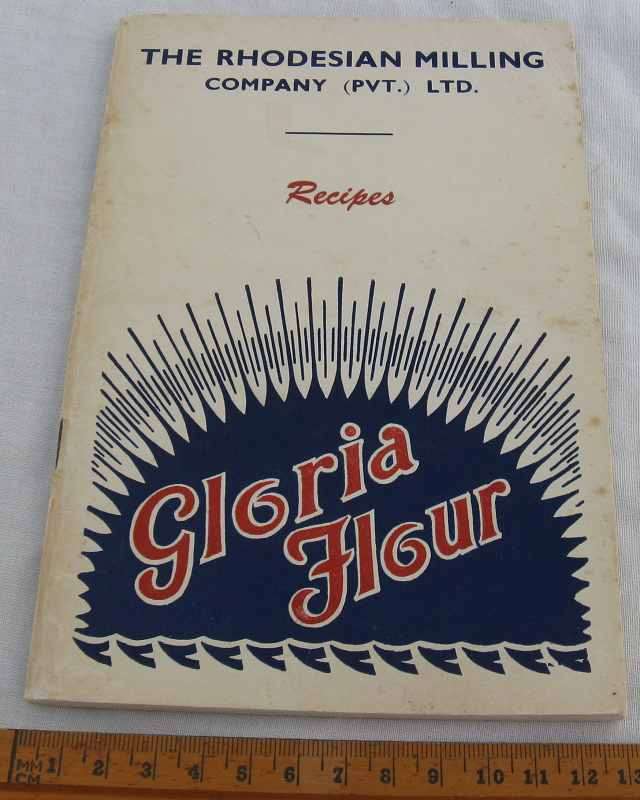 THE RHODESIAN MILLING
COMPANY (PVT.) LTD.
Recipes
Gloria
Flour
MM 1 2 3 4 5 6 7 8 9 10 11 12 13
CM